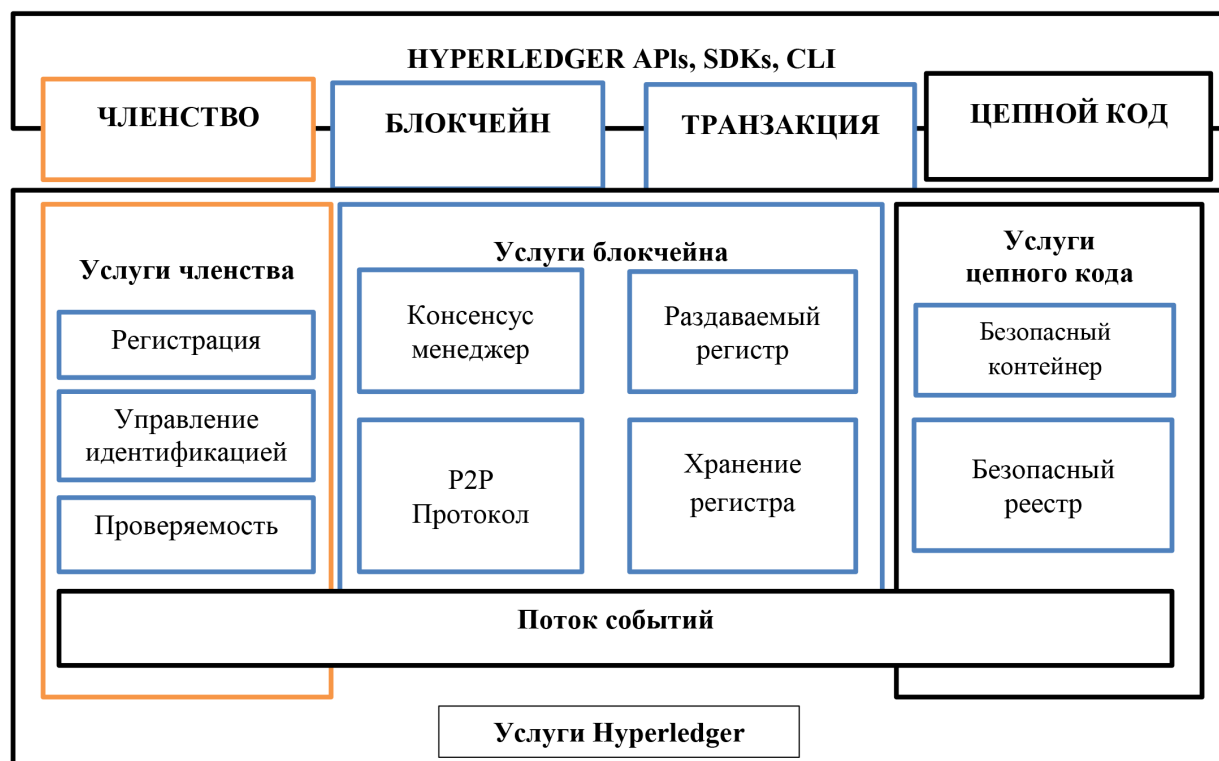 HYPERLEDGER APIs, SDKs, CLI
ЧЛЕНСТВО
БЛОКЧЕЙН
ТРАНЗАКЦИЯ
ЦЕПНОЙ КОД
Услуги членства
Регистрация
Управление
идентификацией
Проверяемость
Услуги блокчейна
Консенсус
менеджер
Раздаваемый
регистр
P2P
Протокол
Хранение
регистра
Услуги
цепного кода
Безопасный
контейнер
Безопасный
реестр
Поток событий
Услуги Hyperledger